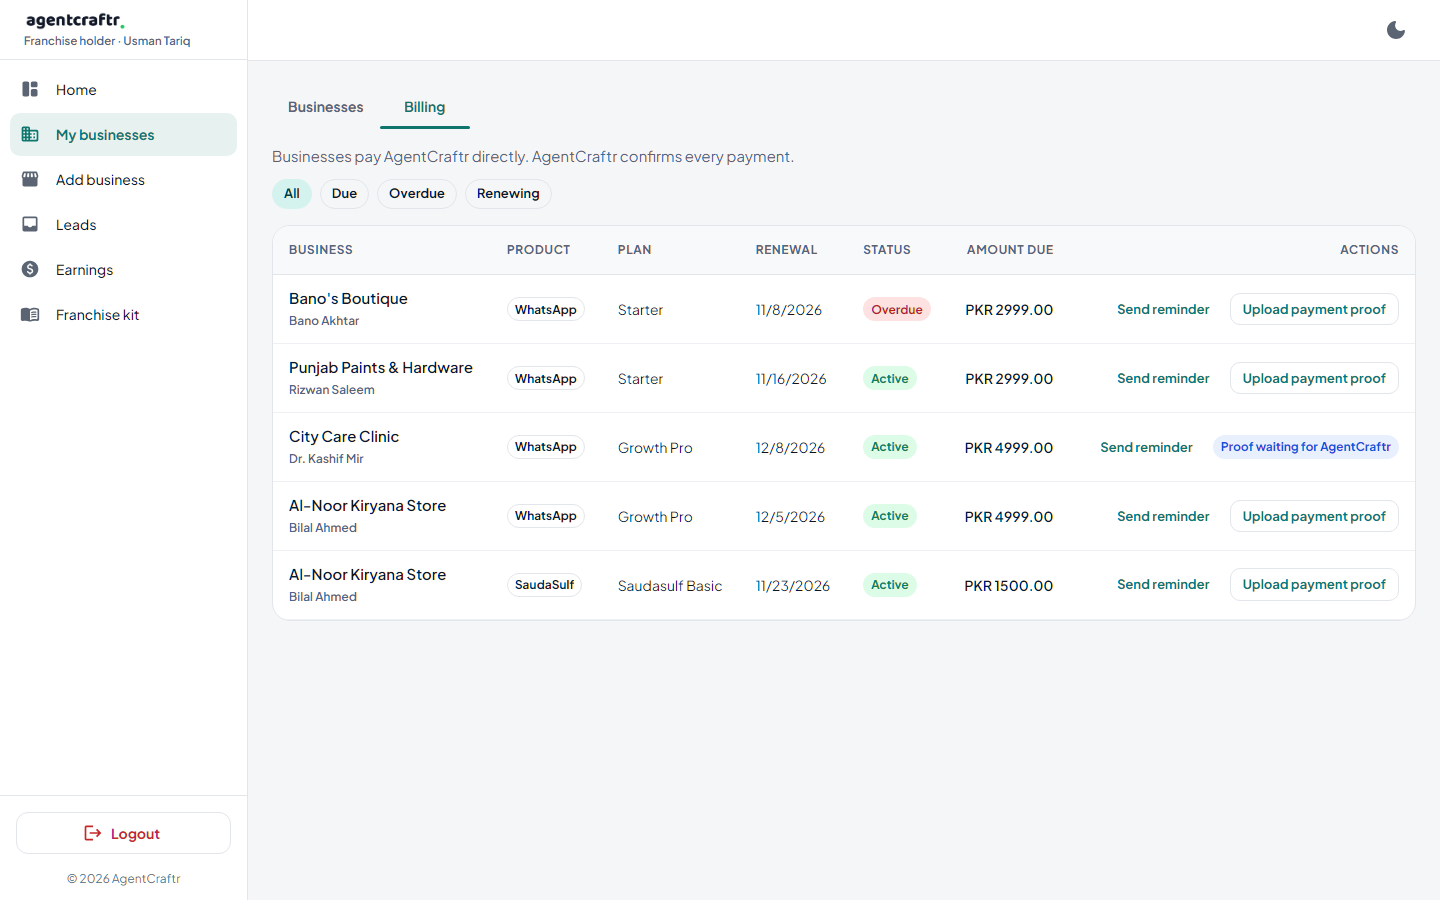 agentcraftr.
Franchise holder · Usman Tariq
Home
My businesses
Add business
Leads
Earnings
Franchise kit
Logout
© 2026 AgentCraftr
Businesses Billing
Businesses pay AgentCraftr directly. AgentCraftr confirms every payment.
All Due Overdue Renewing
BUSINESS PRODUCT PLAN RENEWAL STATUS AMOUNT DUE ACTIONS
Bano's Boutique
Bano Akhtar
WhatsApp Starter 11/8/2026 Overdue PKR 2999.00 Send reminder Upload payment proof
Punjab Paints & Hardware
Rizwan Saleem
WhatsApp Starter 11/16/2026 Active PKR 2999.00 Send reminder Upload payment proof
City Care Clinic
Dr. Kashif Mir
WhatsApp Growth Pro 12/8/2026 Active PKR 4999.00 Send reminder Proof waiting for AgentCraftr
Al-Noor Kiryana Store
Bilal Ahmed
WhatsApp Growth Pro 12/5/2026 Active PKR 4999.00 Send reminder Upload payment proof
Al-Noor Kiryana Store
Bilal Ahmed
SaudaSulf Saudasulf Basic 11/23/2026 Active PKR 1500.00 Send reminder Upload payment proof